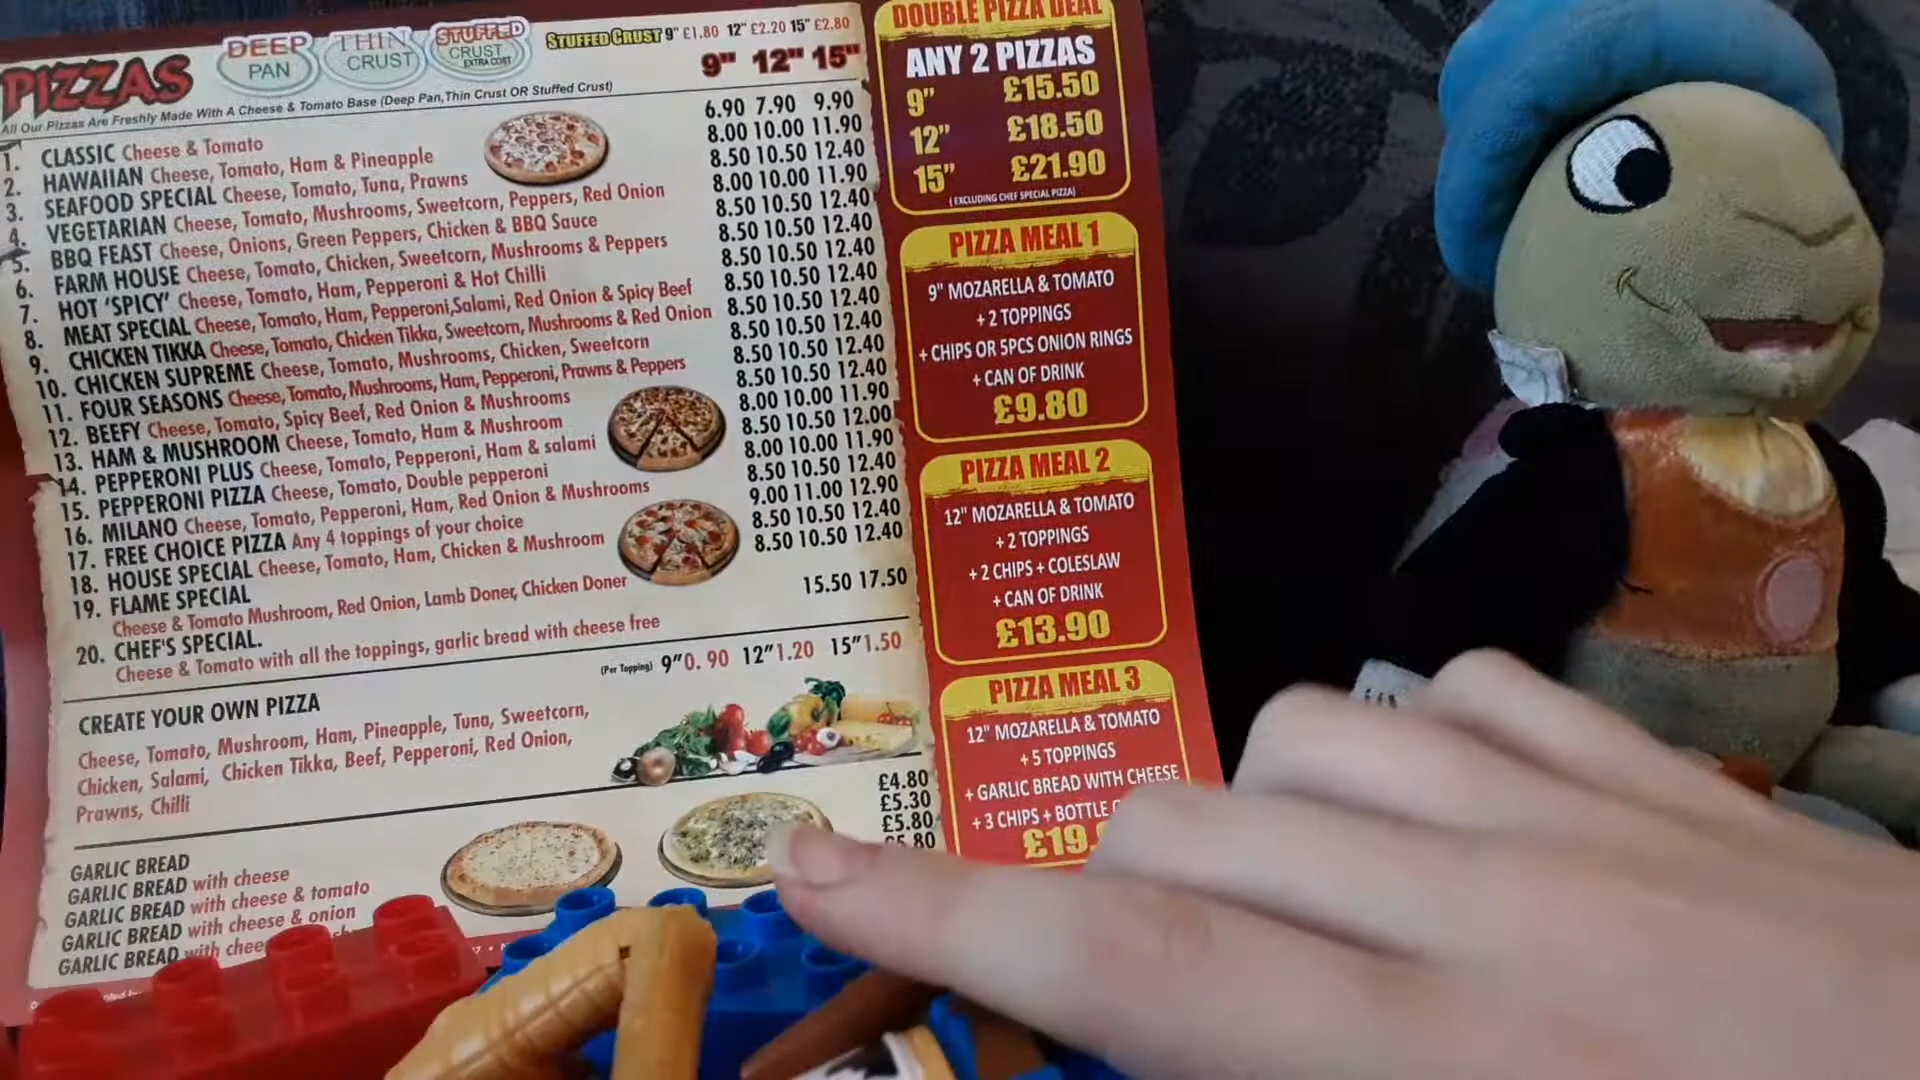 PIZZAS
DEEP PAN
THIN CRUST
STUFFED CRUST EXTRA COST
STUFFED CRUST 9" £1.80 12" £2.20 15" £2.80
All Our Pizzas Are Freshly Made With A Cheese & Tomato Base (Deep Pan,Thin Crust OR Stuffed Crust)
9" 12" 15"
1. CLASSIC Cheese & Tomato 6.90 7.90 9.90
2. HAWAIIAN Cheese, Tomato, Ham & Pineapple 8.00 10.00 11.90
3. SEAFOOD SPECIAL Cheese, Tomato, Tuna, Prawns 8.50 10.50 12.40
4. VEGETARIAN Cheese, Tomato, Mushrooms, Sweetcorn, Peppers, Red Onion 8.00 10.00 11.90
5. BBQ FEAST Cheese, Onions, Green Peppers, Chicken & BBQ Sauce 8.50 10.50 12.40
6. FARM HOUSE Cheese, Tomato, Chicken, Sweetcorn, Mushrooms & Peppers 8.50 10.50 12.40
7. HOT 'SPICY' Cheese, Tomato, Ham, Pepperoni & Hot Chilli 8.50 10.50 12.40
8. MEAT SPECIAL Cheese, Tomato, Ham, Pepperoni,Salami, Red Onion & Spicy Beef 8.50 10.50 12.40
9. CHICKEN TIKKA Cheese, Tomato, Chicken Tikka, Sweetcorn, Mushrooms & Red Onion 8.50 10.50 12.40
10. CHICKEN SUPREME Cheese, Tomato, Mushrooms, Chicken, Sweetcorn 8.50 10.50 12.40
11. FOUR SEASONS Cheese, Tomato, Mushrooms, Ham, Pepperoni, Prawns & Peppers 8.50 10.50 12.40
12. BEEFY Cheese, Tomato, Spicy Beef, Red Onion & Mushrooms 8.50 10.50 12.40
13. HAM & MUSHROOM Cheese, Tomato, Ham & Mushroom 8.00 10.00 11.90
14. PEPPERONI PLUS Cheese, Tomato, Pepperoni, Ham & salami 8.50 10.50 12.00
15. PEPPERONI PIZZA Cheese, Tomato, Double pepperoni 8.00 10.00 11.90
16. MILANO Cheese, Tomato, Pepperoni, Ham, Red Onion & Mushrooms 8.50 10.50 12.40
17. FREE CHOICE PIZZA Any 4 toppings of your choice 9.00 11.00 12.90
18. HOUSE SPECIAL Cheese, Tomato, Ham, Chicken & Mushroom 8.50 10.50 12.40
19. FLAME SPECIAL 8.50 10.50 12.40
Cheese & Tomato Mushroom, Red Onion, Lamb Doner, Chicken Doner
20. CHEF'S SPECIAL. 15.50 17.50
Cheese & Tomato with all the toppings, garlic bread with cheese free
(Per Topping) 9"0. 90 12"1.20 15"1.50
CREATE YOUR OWN PIZZA
Cheese, Tomato, Mushroom, Ham, Pineapple, Tuna, Sweetcorn,
Chicken, Salami, Chicken Tikka, Beef, Pepperoni, Red Onion,
Prawns, Chilli
GARLIC BREAD £4.80
GARLIC BREAD with cheese £5.30
GARLIC BREAD with cheese & tomato £5.80
GARLIC BREAD with cheese & onion £5.80
GARLIC BREAD with chee
DOUBLE PIZZA DEAL
ANY 2 PIZZAS
9" £15.50
12" £18.50
15" £21.90
(EXCLUDING CHEF SPECIAL PIZZA)
PIZZA MEAL 1
9" MOZARELLA & TOMATO
+ 2 TOPPINGS
+ CHIPS OR 5PCS ONION RINGS
+ CAN OF DRINK
£9.80
PIZZA MEAL 2
12" MOZARELLA & TOMATO
+ 2 TOPPINGS
+ 2 CHIPS + COLESLAW
+ CAN OF DRINK
£13.90
PIZZA MEAL 3
12" MOZARELLA & TOMATO
+ 5 TOPPINGS
+ GARLIC BREAD WITH CHEESE
+ 3 CHIPS + BOTTLE
£19.